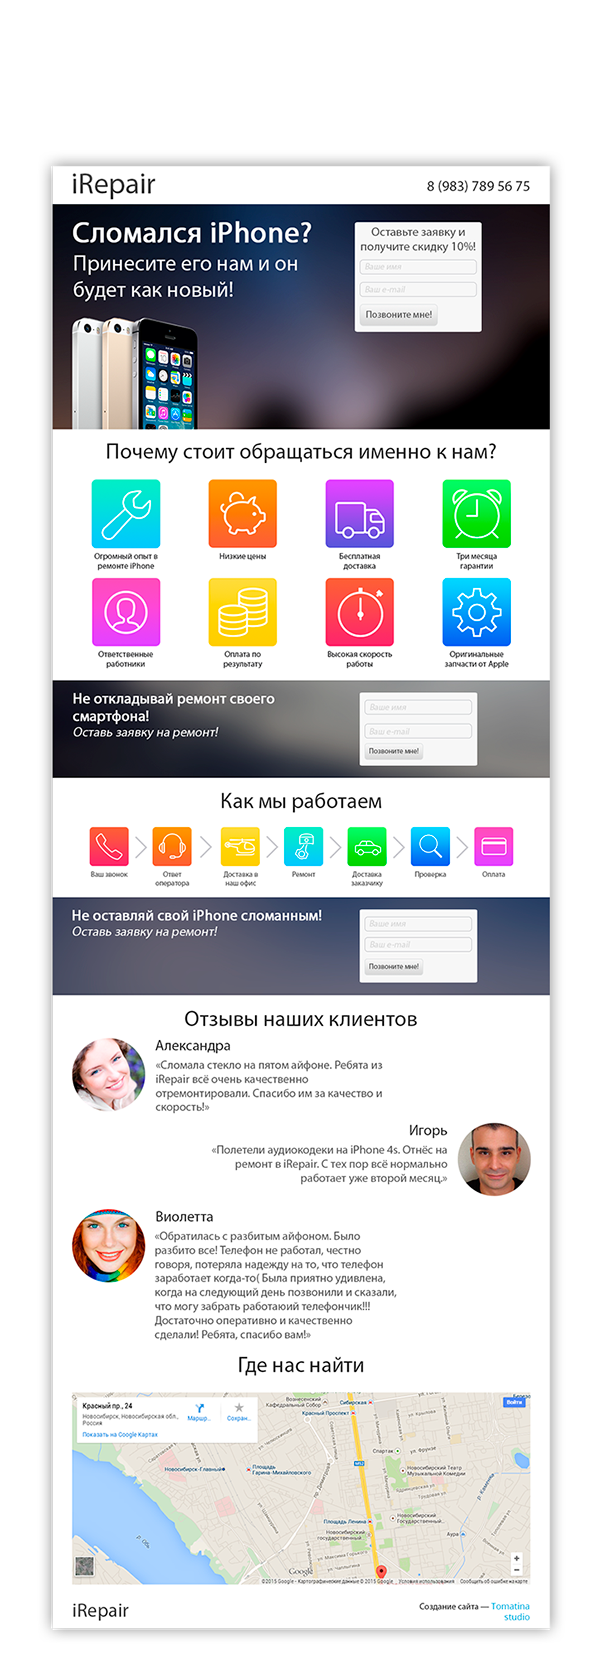 iRepair
8 (983) 789 56 75
Сломался iPhone?
Принесите его нам и он
будет как новый!
Оставьте заявку и
получите скидку 10%!
Ваше имя
Ваш e-mail
Позвоните мне!
Почему стоит обращаться именно к нам?
Огромный опыт в
ремонте iPhone
Низкие цены
Бесплатная
доставка
Три месяца
гарантии
Ответственные
работники
Оплата по
результату
Высокая скорость
работы
Оригинальные
запчасти от Apple
Не откладывай ремонт своего
смартфона!
Оставь заявку на ремонт!
Ваше имя
Ваш e-mail
Позвоните мне!
Как мы работаем
Ваш звонок
Ответ
оператора
Доставка в
наш офис
Ремонт
Доставка
заказчику
Проверка
Оплата
Не оставляй свой iPhone сломанным!
Оставь заявку на ремонт!
Ваше имя
Ваш e-mail
Позвоните мне!
Отзывы наших клиентов
Александра
«Сломала стекло на пятом айфоне. Ребята из
iRepair всё очень качественно
отремонтировали. Спасибо им за качество и
скорость!»
Игорь
«Полетели аудиокодеки на iPhone 4s. Отнёс на
ремонт в iRepair. С тех пор всё нормально
работает уже второй месяц.»
Виолетта
«Обратилась с разбитым айфоном. Было
разбито все! Телефон не работал, честно
говоря, потеряла надежду на то, что телефон
заработает когда-то( Была приятно удивлена,
когда на следующий день позвонили и сказали,
что могу забрать работаюий телефончик!!!
Достаточно оперативно и качественно
сделали! Ребята, спасибо вам!»
Где нас найти
Красный пр., 24
Новосибирск, Новосибирская обл.,
Россия
Показать на Google Картах
Маршр...
Сохран...
Войти
Вознесенский
Кафедральный Собор
Сибирская
Красный Проспект
Спартак
Новосибирск-Главный
Площадь
Гарина-Михайловского
Новосибирский Театр
Музыкальной Комедии
Площадь Ленина
Новосибирский
государственный
Новосибирский
Государственный
Аура
р. Обь
Google
© 2015 Google - Картографические данные © 2015 Google
Условия использования
Сообщить об ошибке на карте
iRepair
Создание сайта — Tomatina
studio